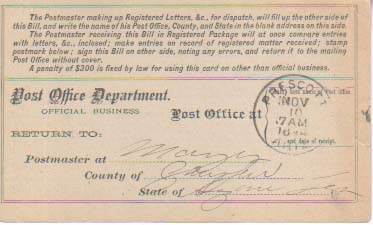 The Postmaster making up Registered Letters, &c., for dispatch, will fill up the other side of
this Bill, and write the name of his Post Office, County, and State in the blank address on this side.
The Postmaster receiving this Bill in Registered Package will at once compare entries
with letters, &c., inclosed; make entries on record of registered matter received; stamp
postmark below; sign this Bill on other side, noting any errors, and return it to the mailing
Post Office without cover.
A penalty of $300 is fixed by law for using this card on other than official business.
Post Office Department.
OFFICIAL BUSINESS
Post Office at
PRESCOTT
NOV
7AM
and date of receipt.
RETURN TO:
Postmaster at
County of
State of